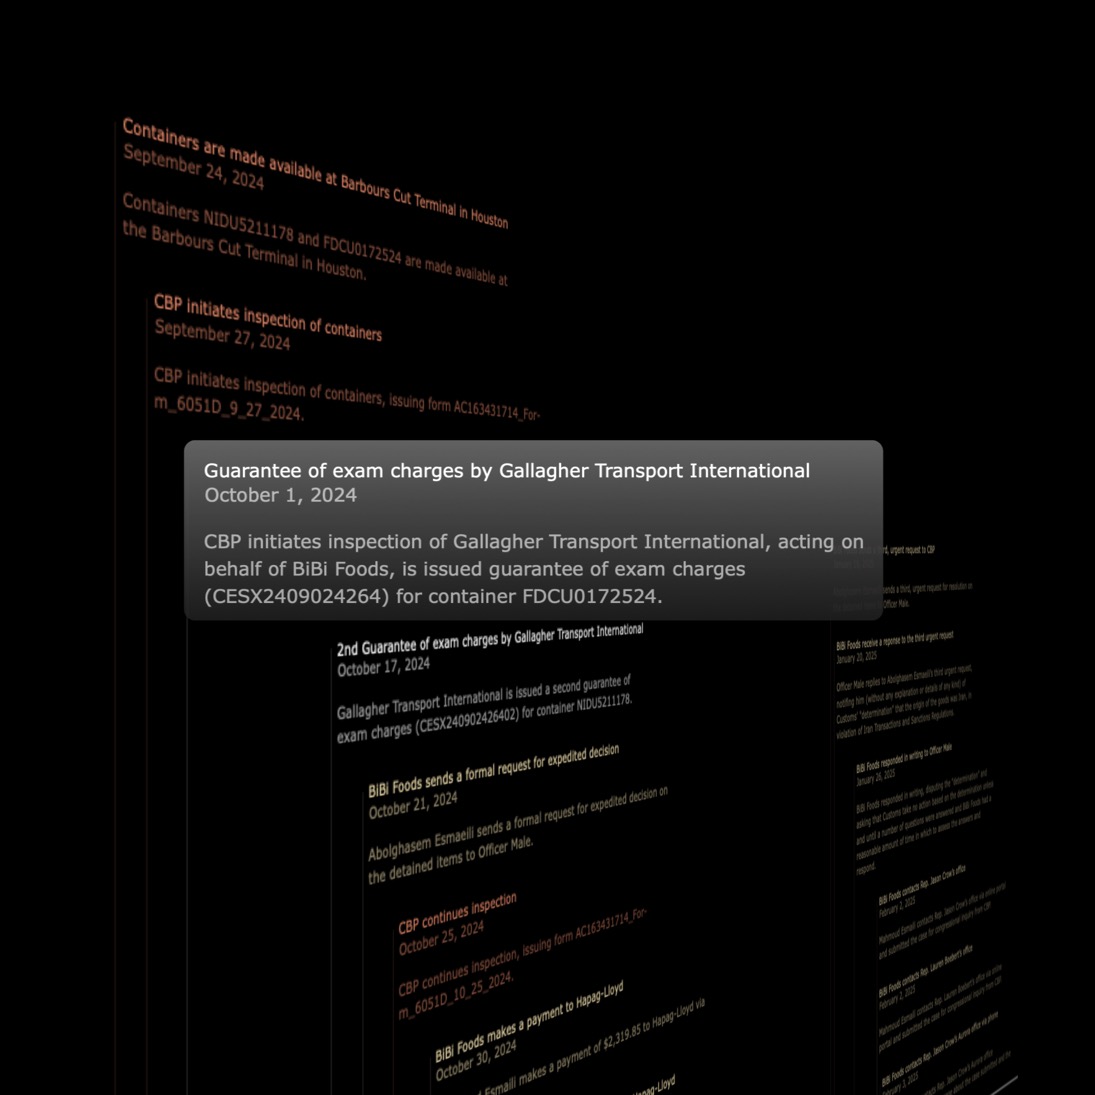 Containers are made available at Barbours Cut Terminal in Houston
September 24, 2024
Containers NIDU5211178 and FDCU0172524 are made available at
the Barbours Cut Terminal in Houston.
CBP initiates inspection of containers
September 27, 2024
CBP initiates inspection of containers, issuing form AC163431714_For-
m_6051D_9_27_2024.
Guarantee of exam charges by Gallagher Transport International
October 1, 2024
CBP initiates inspection of Gallagher Transport International, acting on
behalf of BiBi Foods, is issued guarantee of exam charges
(CESX2409024264) for container FDCU0172524.
2nd Guarantee of exam charges by Gallagher Transport International
October 17, 2024
Gallagher Transport International is issued a second guarantee of
exam charges (CESX240902426402) for container NIDU5211178.
BiBi Foods sends a formal request for expedited decision
October 21, 2024
Abolghasem Esmaeili sends a formal request for expedited decision on
the detained items to Officer Male.
CBP continues inspection
October 25, 2024
CBP continues inspection, issuing form AC163431714_For-
m_6051D_10_25_2024.
BiBi Foods makes a payment to Hapag-Lloyd
October 30, 2024
Esmaili makes a payment of $2,319.85 to Hapag-Lloyd via
Hapag-Lloyd
third, urgent request to CBP
sends a third, urgent request for resolution on
Officer Male.
BiBi Foods receive a reponse to the third urgent request
January 20, 2025
Officer Male replies to Abolghasem Esmaeili's third urgent request,
notifing him (without any explanation or details of any kind) of
Customs' "determination" that the origin of the goods was Iran, in
violation of Iran Transactions and Sanctions Regulations.
BiBi Foods responded in writing to Officer Male
January 26, 2025
BiBi Foods responded in writing, disputing the "determination" and
asking that Customs take no action based on the determination unless
and until a number of questions were answered and BiBi Foods had a
reasonable amount of time in which to assess the answers and
respond.
BiBi Foods contacts Rep. Jason Crow's office
February 2, 2025
Mahmoud Esmaili contacts Rep. Jason Crow's office via online portal
and submitted the case for congressional inquiry from CBP.
BiBi Foods contacts Rep. Lauren Boebert's office
February 2, 2025
Mahmoud Esmaili contacts Rep. Lauren Boebert's office via online
portal and submitted the case for congressional inquiry from CBP.
BiBi Foods contacts Rep. Jason Crow's Aurora office via phone
February 3, 2025